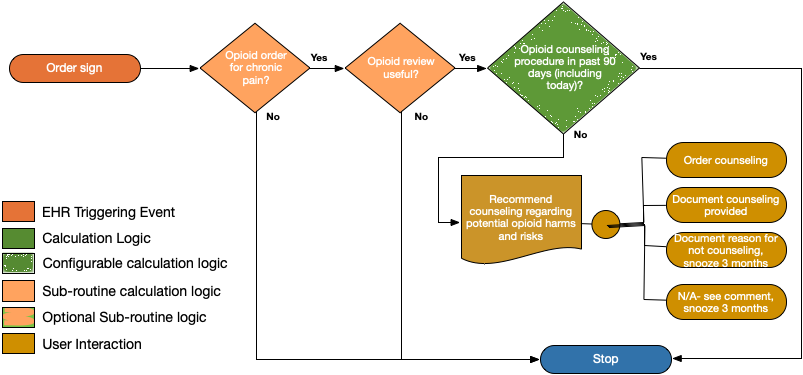 Order sign
Opioid order
for chronic
pain?
Yes
No
Opioid review
useful?
Yes
No
Opioid counseling
procedure in past 90
days (including
today)?
Yes
No
Recommend
counseling regarding
potential opioid harms
and risks
Order counseling
Document counseling
provided
Document reason for
not counseling,
snooze 3 months
N/A- see comment,
snooze 3 months
Stop
EHR Triggering Event
Calculation Logic
Configurable calculation logic
Sub-routine calculation logic
Optional Sub-routine logic
User Interaction